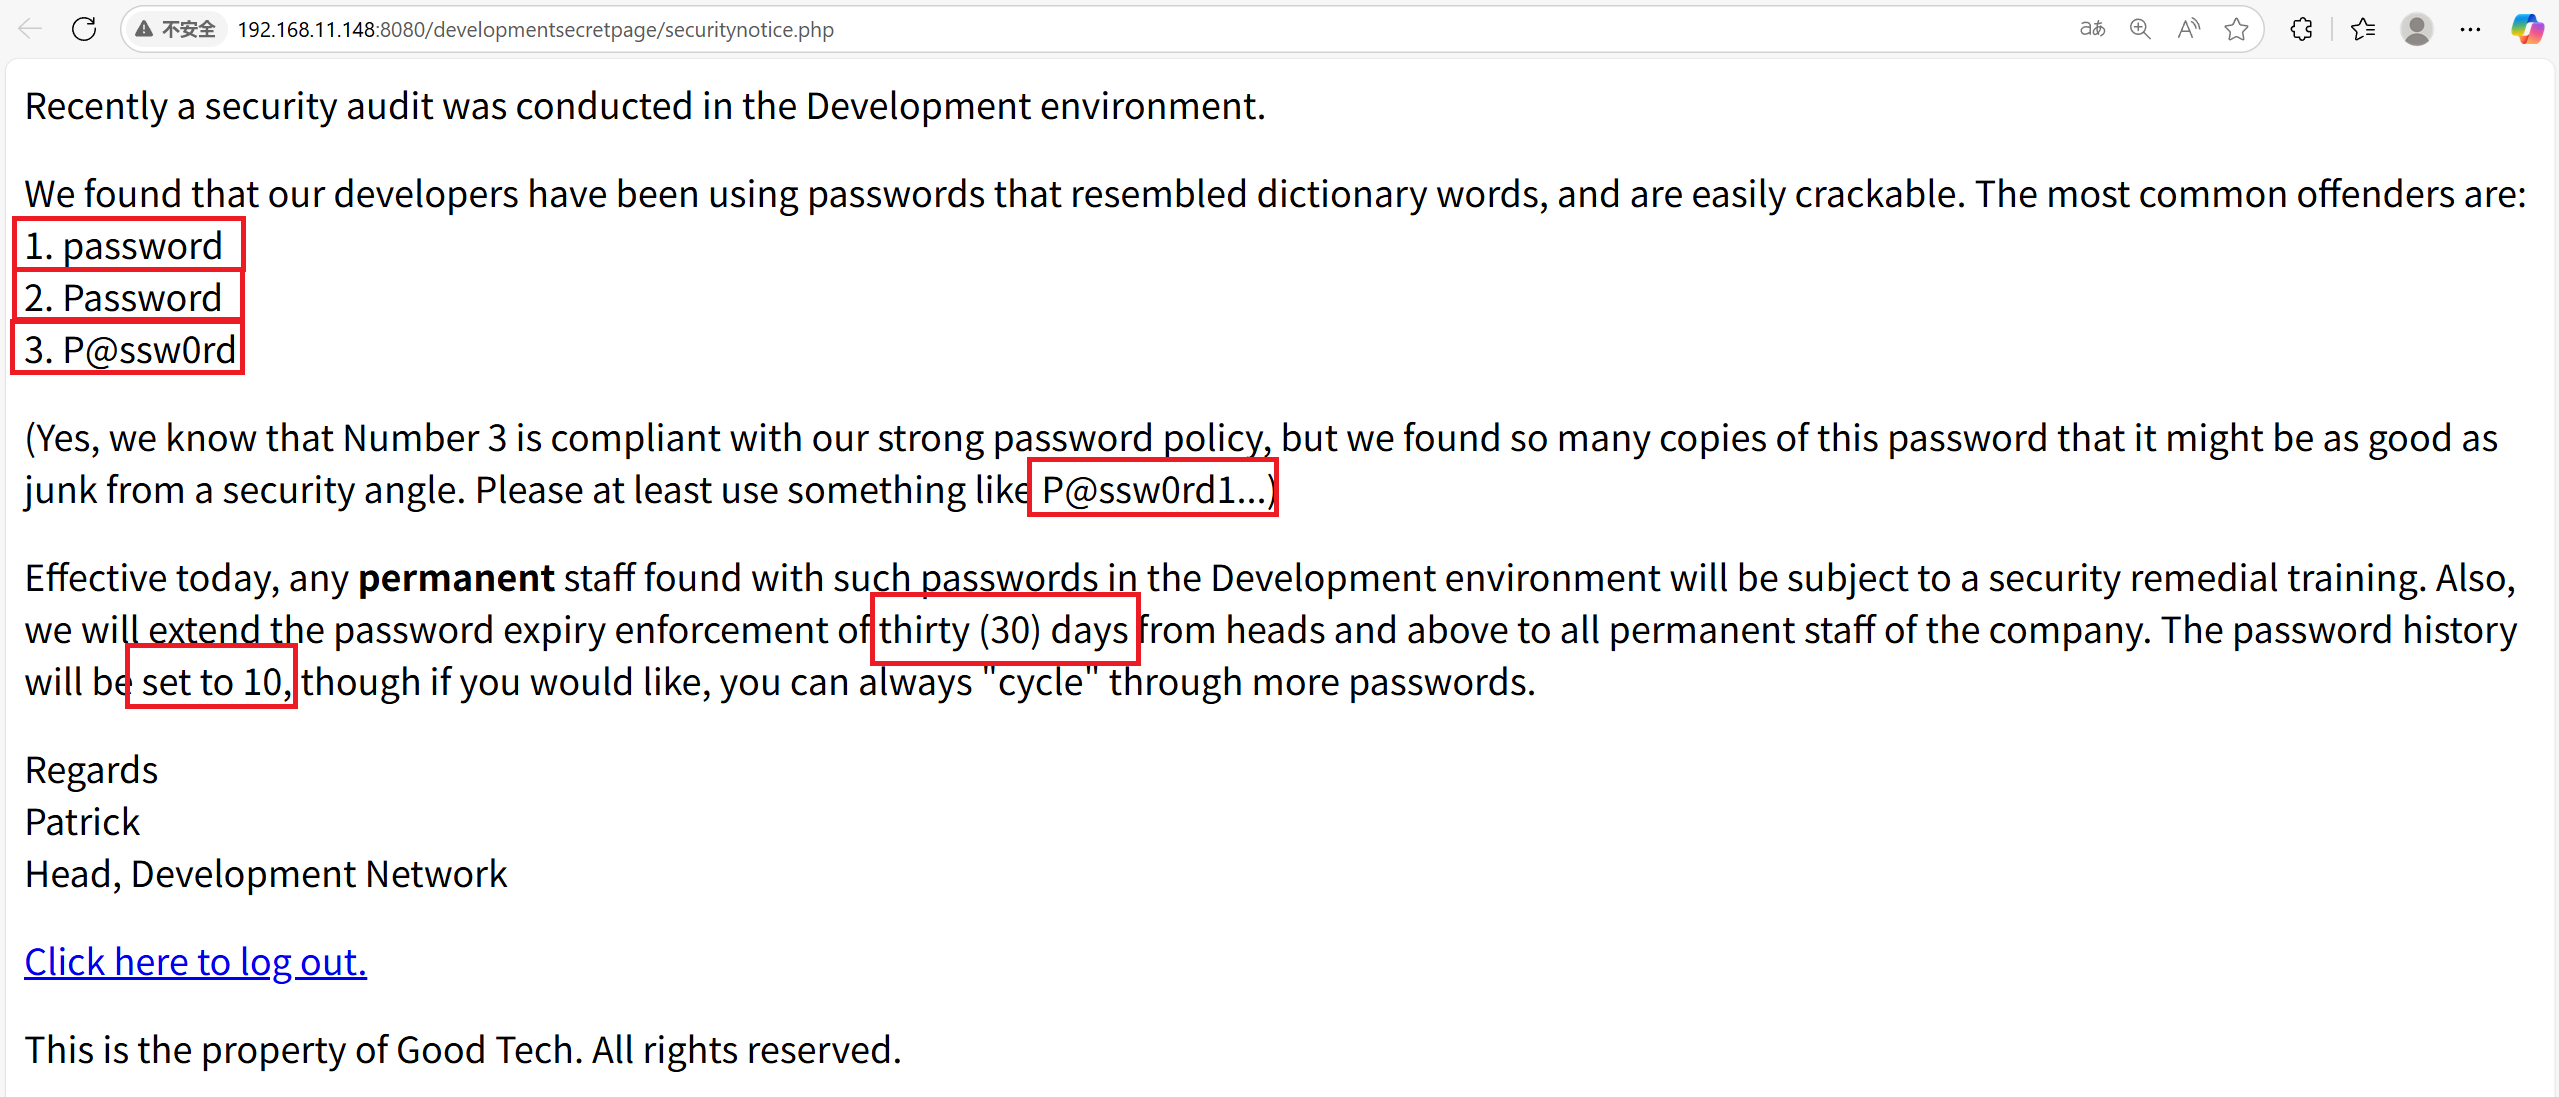 不安全 192.168.11.148:8080/developmentsecretpage/securitynotice.php
Recently a security audit was conducted in the Development environment.
We found that our developers have been using passwords that resembled dictionary words, and are easily crackable. The most common offenders are:
1. password
2. Password
3. P@ssw0rd
(Yes, we know that Number 3 is compliant with our strong password policy, but we found so many copies of this password that it might be as good as
junk from a security angle. Please at least use something like P@ssw0rd1...)
Effective today, any permanent staff found with such passwords in the Development environment will be subject to a security remedial training. Also,
we will extend the password expiry enforcement of thirty (30) days from heads and above to all permanent staff of the company. The password history
will be set to 10, though if you would like, you can always "cycle" through more passwords.
Regards
Patrick
Head, Development Network
Click here to log out.
This is the property of Good Tech. All rights reserved.